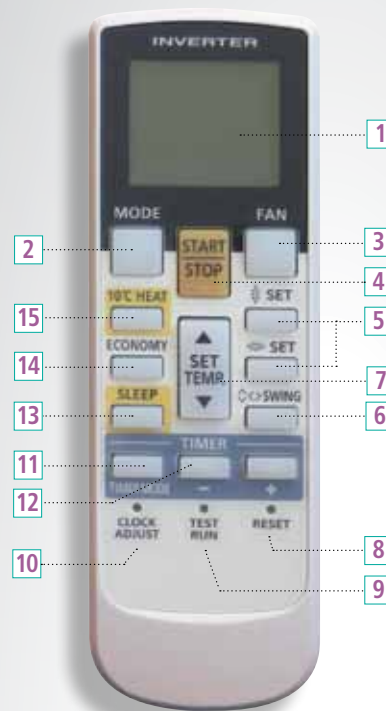 INVERTER
1
MODE
FAN
2
START
STOP
3
4
10°C HEAT
SET
15
5
ECONOMY
SET
TEMP.
SET
14
7
SLEEP
SWING
13
6
TIMER
11
TIMER MODE
−
+
12
CLOCK
ADJUST
TEST
RUN
RESET
10
8
9